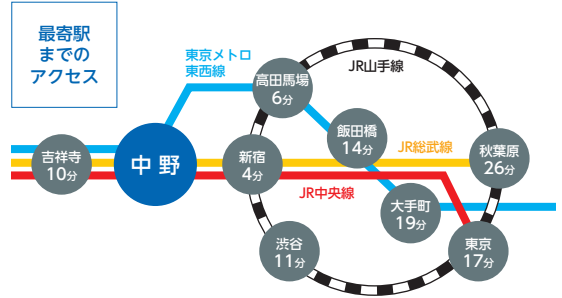 最寄駅
までの
アクセス
東京メトロ
東西線
JR山手線
高田馬場
6分
飯田橋
14分
JR総武線
秋葉原
26分
吉祥寺
10分
中野
新宿
4分
JR中央線
大手町
19分
渋谷
11分
東京
17分